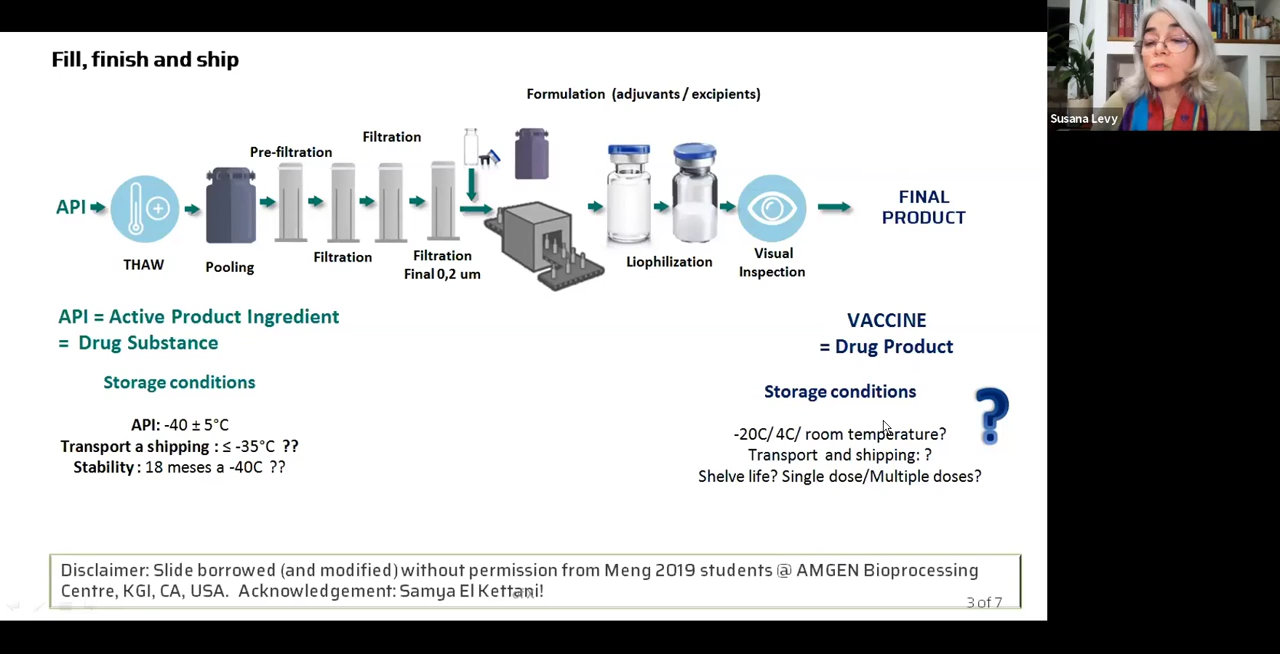 Fill, finish and ship
Formulation (adjuvants / excipients)
Filtration
Pre-filtration
API
THAW
Pooling
Filtration
Filtration
Final 0,2 um
Liophilization
Visual
Inspection
FINAL
PRODUCT
API = Active Product Ingredient
= Drug Substance
Storage conditions
API: -40 ± 5°C
Transport a shipping : ≤ -35°C ??
Stability : 18 meses a -40C ??
VACCINE
= Drug Product
Storage conditions
-20C/ 4C/ room temperature?
Transport and shipping: ?
Shelve life? Single dose/Multiple doses?
?
Disclaimer: Slide borrowed (and modified) without permission from Meng 2019 students @ AMGEN Bioprocessing
Centre, KGI, CA, USA. Acknowledgement: Samya El Kettani!
3 of 7
Susana Levy